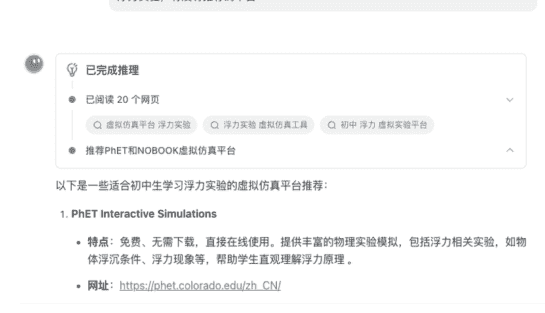 已完成推理
已阅读 20 个网页
虚拟仿真平台 浮力实验
浮力实验 虚拟仿真工具
初中 浮力 虚拟实验平台
推荐PhET和NOBOOK虚拟仿真平台
以下是一些适合初中生学习浮力实验的虚拟仿真平台推荐：
1. PhET Interactive Simulations
• 特点：免费、无需下载，直接在线使用。提供丰富的物理实验模拟，包括浮力相关实验，如物
体浮沉条件、浮力现象等，帮助学生直观理解浮力原理 。
• 网址：https://phet.colorado.edu/zh_CN/